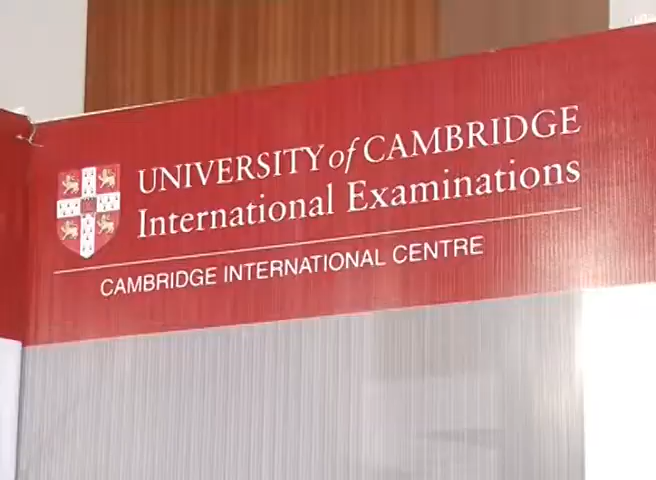 UNIVERSITY of CAMBRIDGE
International Examinations
CAMBRIDGE INTERNATIONAL CENTRE